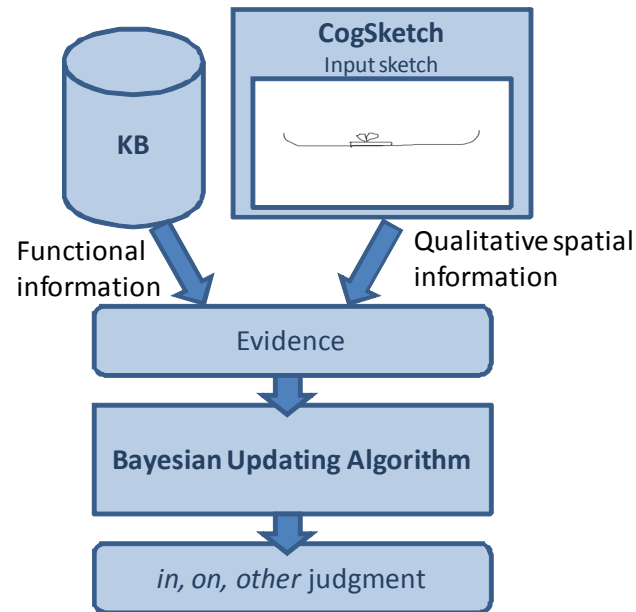 KB
CogSketch
Input sketch
Functional
information
Qualitative spatial
information
Evidence
Bayesian Updating Algorithm
in, on, other judgment